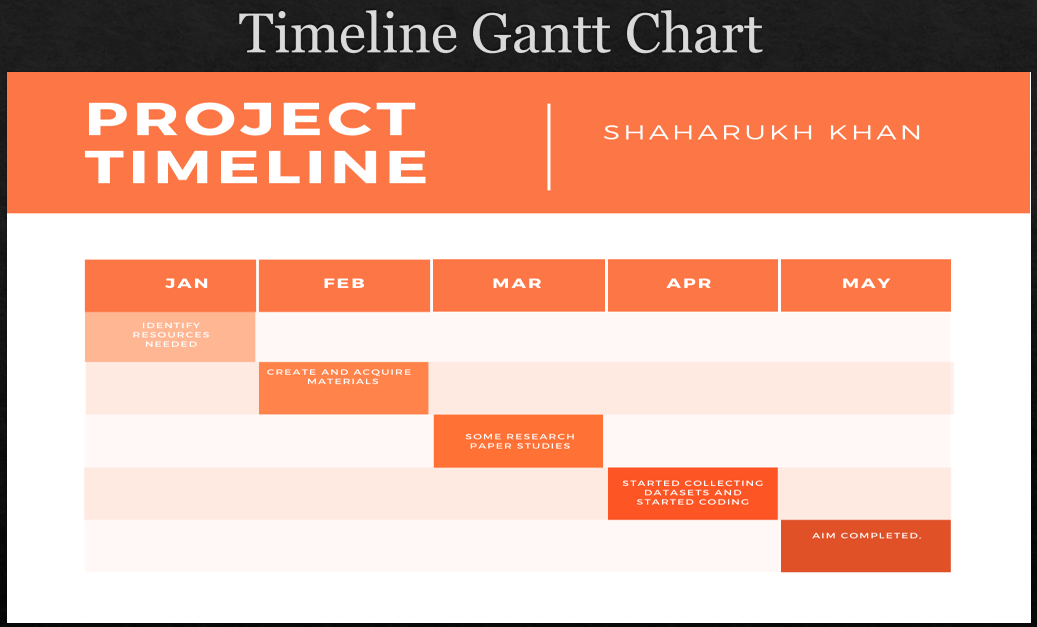 Timeline Gantt Chart
PROJECT
TIMELINE
SHAHARUKH KHAN
JAN FEB MAR APR MAY
IDENTIFY
RESOURCES
NEEDED
CREATE AND ACQUIRE
MATERIALS
SOME RESEARCH
PAPER STUDIES
STARTED COLLECTING
DATASETS AND
STARTED CODING
AIM COMPLETED.